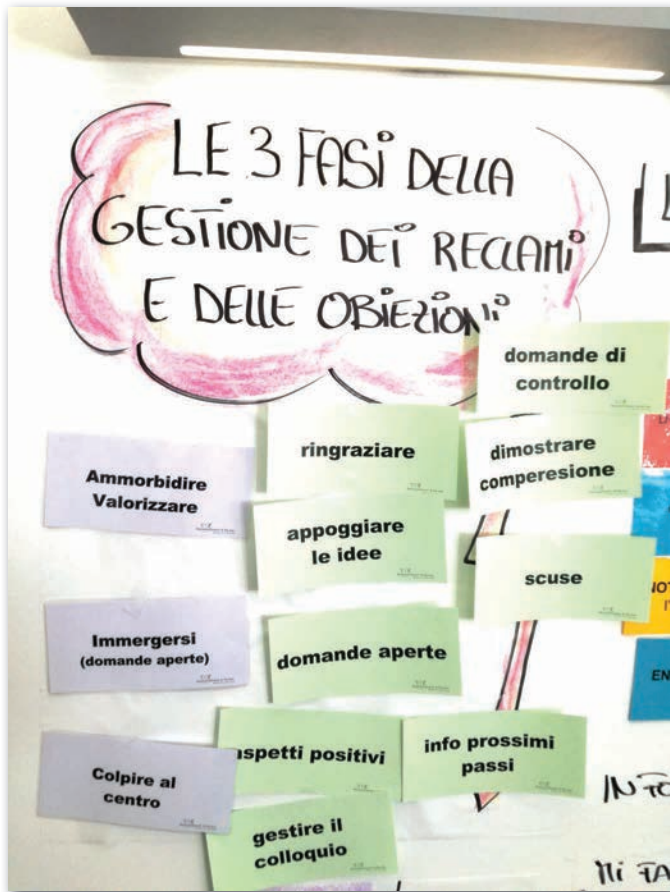 LE 3 FASI DELLA
GESTIONE DEI RECLAMI
E DELLE OBIEZIONI
domande di
controllo
ringraziare
dimostrare
comperesione
Ammorbidire
Valorizzare
appoggiare
le idee
scuse
Immergersi
(domande aperte)
domande aperte
aspetti positivi
info prossimi
passi
Colpire al
centro
gestire il
colloquio
EN